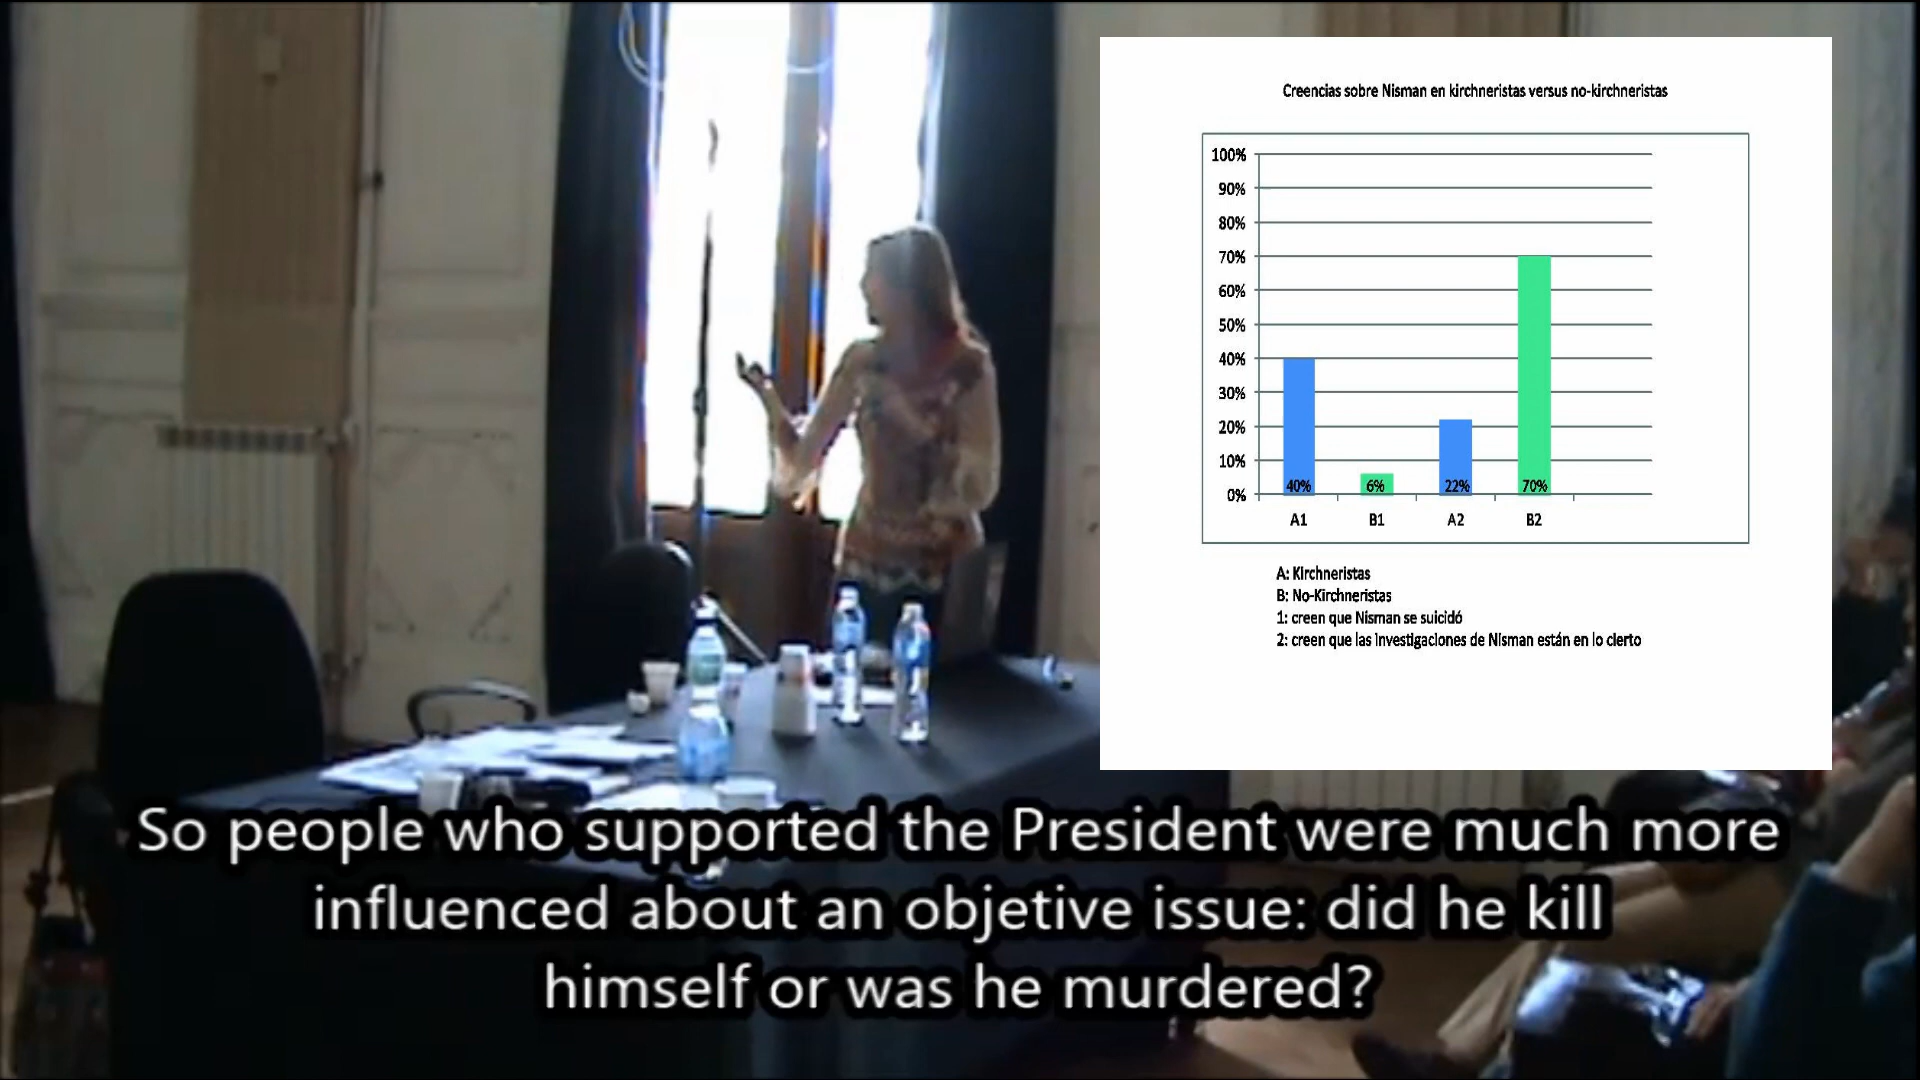 Creencias sobre Nisman en kirchneristas versus no-kirchneristas
100%
90%
80%
70%
60%
50%
40%
30%
20%
10%
0%
40%
6%
22%
70%
A1
B1
A2
B2
A: Kirchneristas
B: No-Kirchneristas
1: creen que Nisman se suicidó
2: creen que las investigaciones de Nisman están en lo cierto
So people who supported the President were much more
influenced about an objetive issue: did he kill
himself or was he murdered?